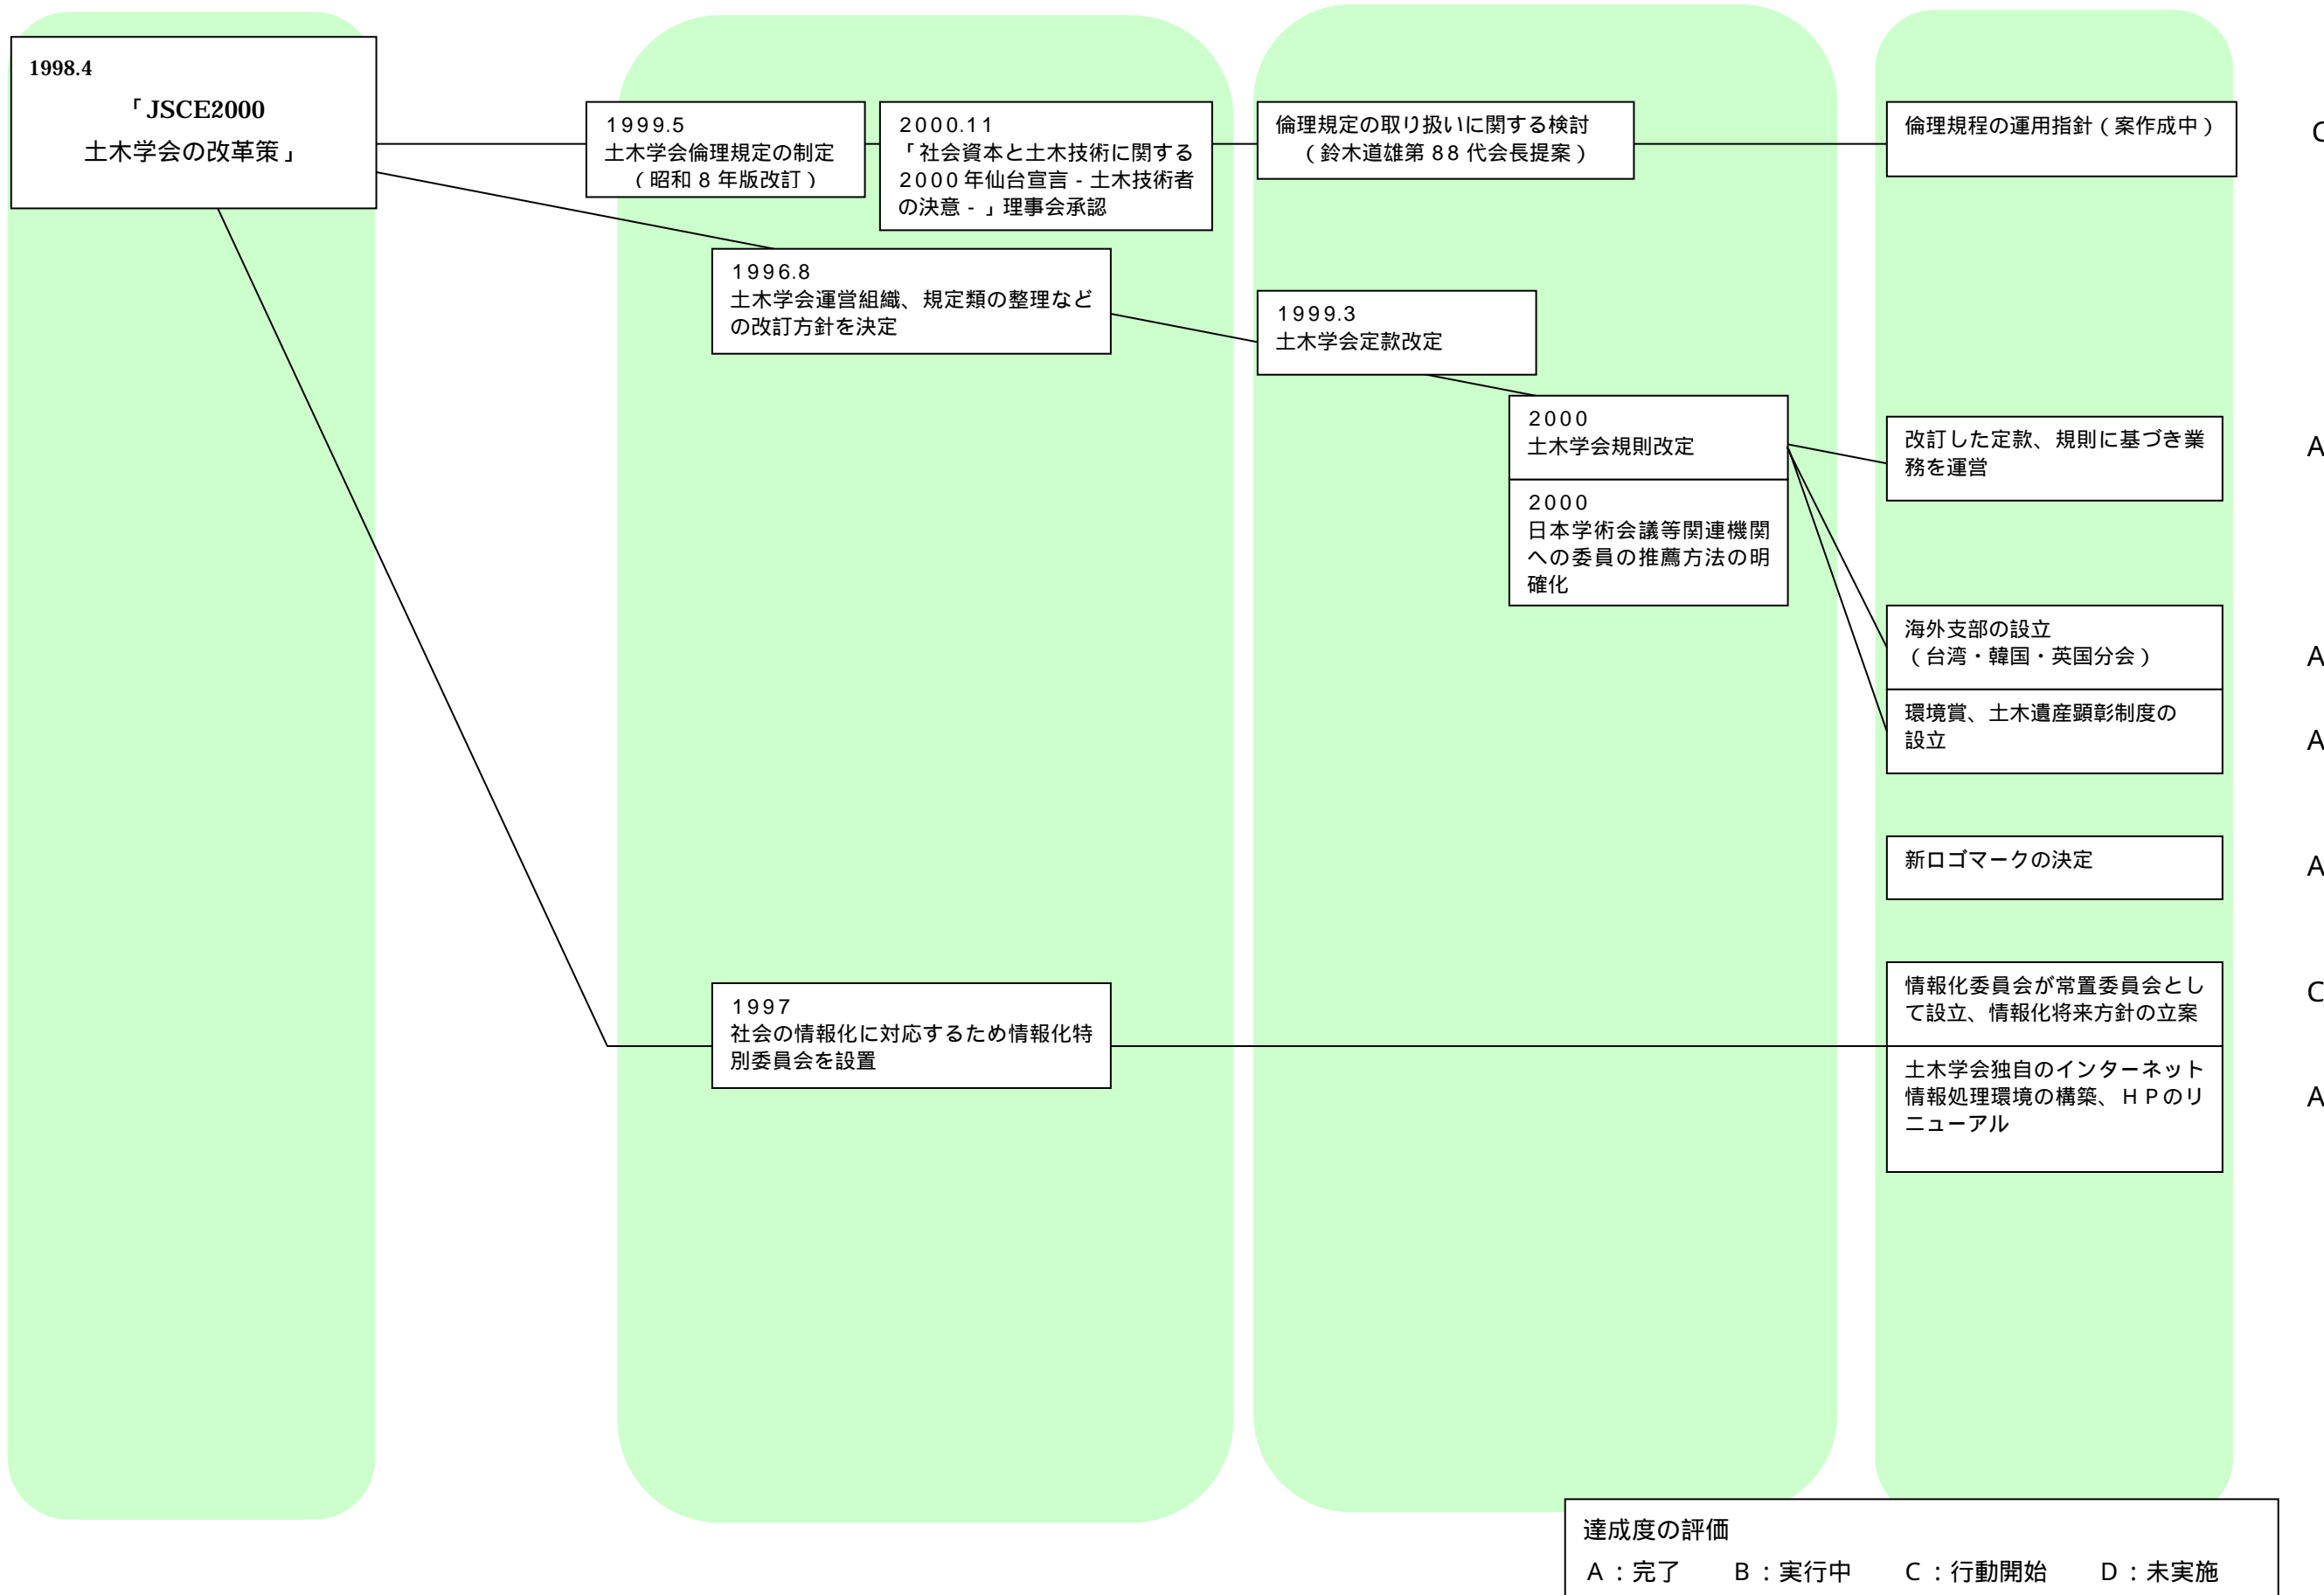 1998.4
「JSCE2000
土木学会の改革策」
1999.5
土木学会倫理規定の制定
(昭和8年版改訂)
2000.11
「社会資本と土木技術に関する
2000年仙台宣言-土木技術者
の決意-」理事会承認
倫理規定の取り扱いに関する検討
(鈴木道雄第88代会長提案)
倫理規程の運用指針(案作成中)
C
1996.8
土木学会運営組織、規定類の整理など
の改訂方針を決定
1999.3
土木学会定款改定
2000
土木学会規則改定
2000
日本学術会議等関連機関
への委員の推薦方法の明
確化
改訂した定款、規則に基づき業
務を運営
A
海外支部の設立
(台湾・韓国・英国分会)
A
環境賞、土木遺産顕彰制度の
設立
A
新ロゴマークの決定
A
1997
社会の情報化に対応するため情報化特
別委員会を設置
情報化委員会が常置委員会とし
て設立、情報化将来方針の立案
C
土木学会独自のインターネット
情報処理環境の構築、HPのリ
ニューアル
A
達成度の評価
A:完了 B:実行中 C:行動開始 D:未実施